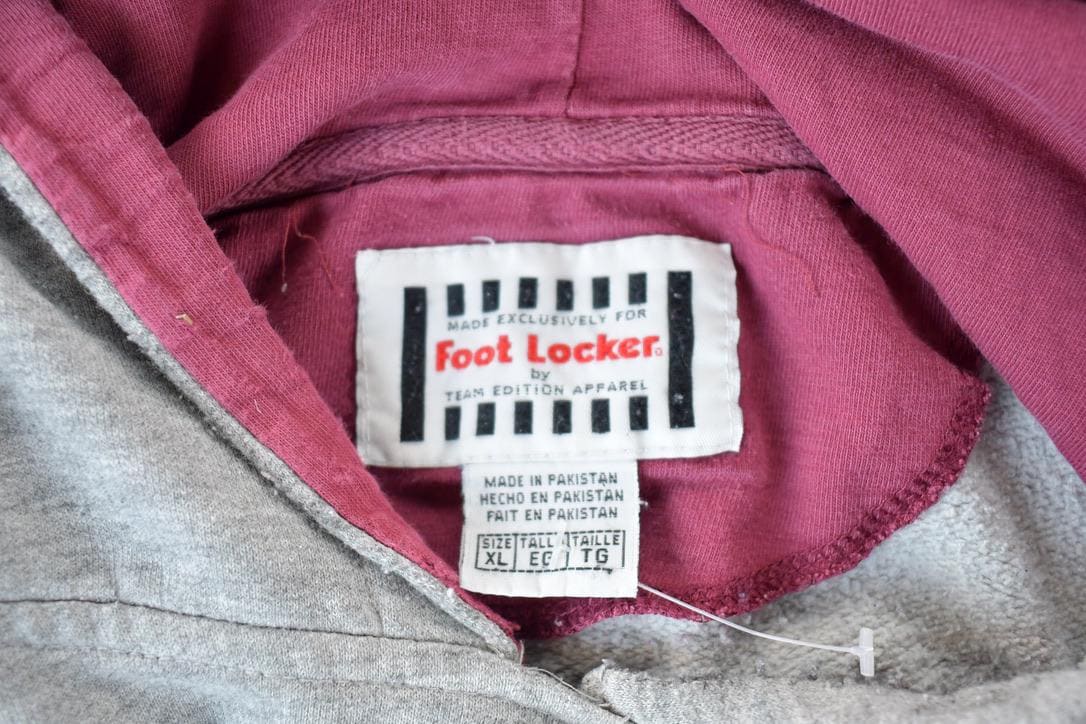 MADE EXCLUSIVELY FOR
Foot Locker®
by
TEAM EDITION APPAREL
MADE IN PAKISTAN
HECHO EN PAKISTAN
FAIT EN PAKISTAN
SIZE TALLA TAILLE
XL EG TG